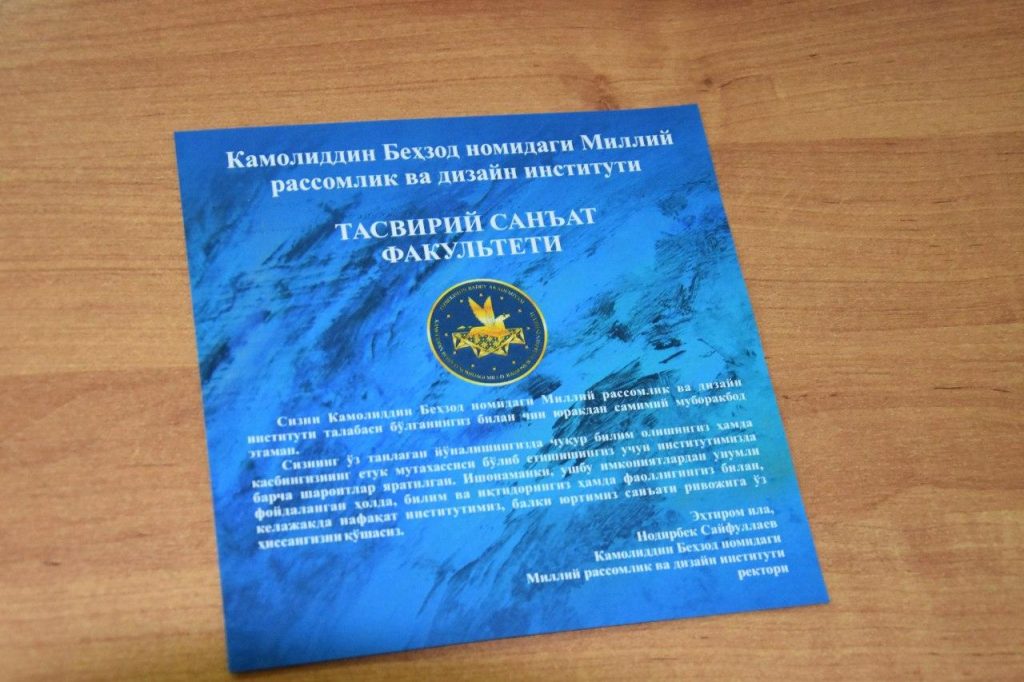 Камолиддин Беҳзод номидаги Миллий
рассомлик ва дизайн институти
ТАСВИРИЙ САНЪАТ
ФАКУЛЬТЕТИ
Сизни Камолиддин Беҳзод номидаги Миллий рассомлик ва дизайн
институти талабаси бўлганингиз билан чин юракдан самимий муборакбод
этаман.
Сизнинг ўз танлаган йўналишингизда чуқур билим олишингиз ҳамда
касбингизнинг етук мутахассиси бўлиб етишишингиз учун институтимизда
барча шароитлар яратилган. Ишонаманки, ушбу имкониятлардан унумли
фойдаланган ҳолда, билим ва иқтидорингиз ҳамда фаоллигингиз билан,
келажакда нафақат институтимиз, балки юртимиз санъати ривожига ўз
ҳиссангизни қўшасиз.
Эҳтиром ила,
Нодирбек Сайфуллаев
Камолиддин Беҳзод номидаги
Миллий рассомлик ва дизайн институти
ректори